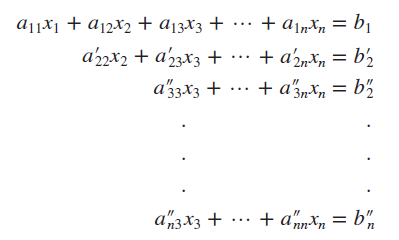 a₁₁x₁ + a₁₂x₂ + a₁₃x₃ + ⋯ + a₁ₙxₙ = b₁
a′₂₂x₂ + a′₂₃x₃ + ⋯ + a′₂ₙxₙ = b′₂
a″₃₃x₃ + ⋯ + a″₃ₙxₙ = b″₂
. .
. .
. .
a″ₙ₃x₃ + ⋯ + a″ₙₙxₙ = b″ₙ